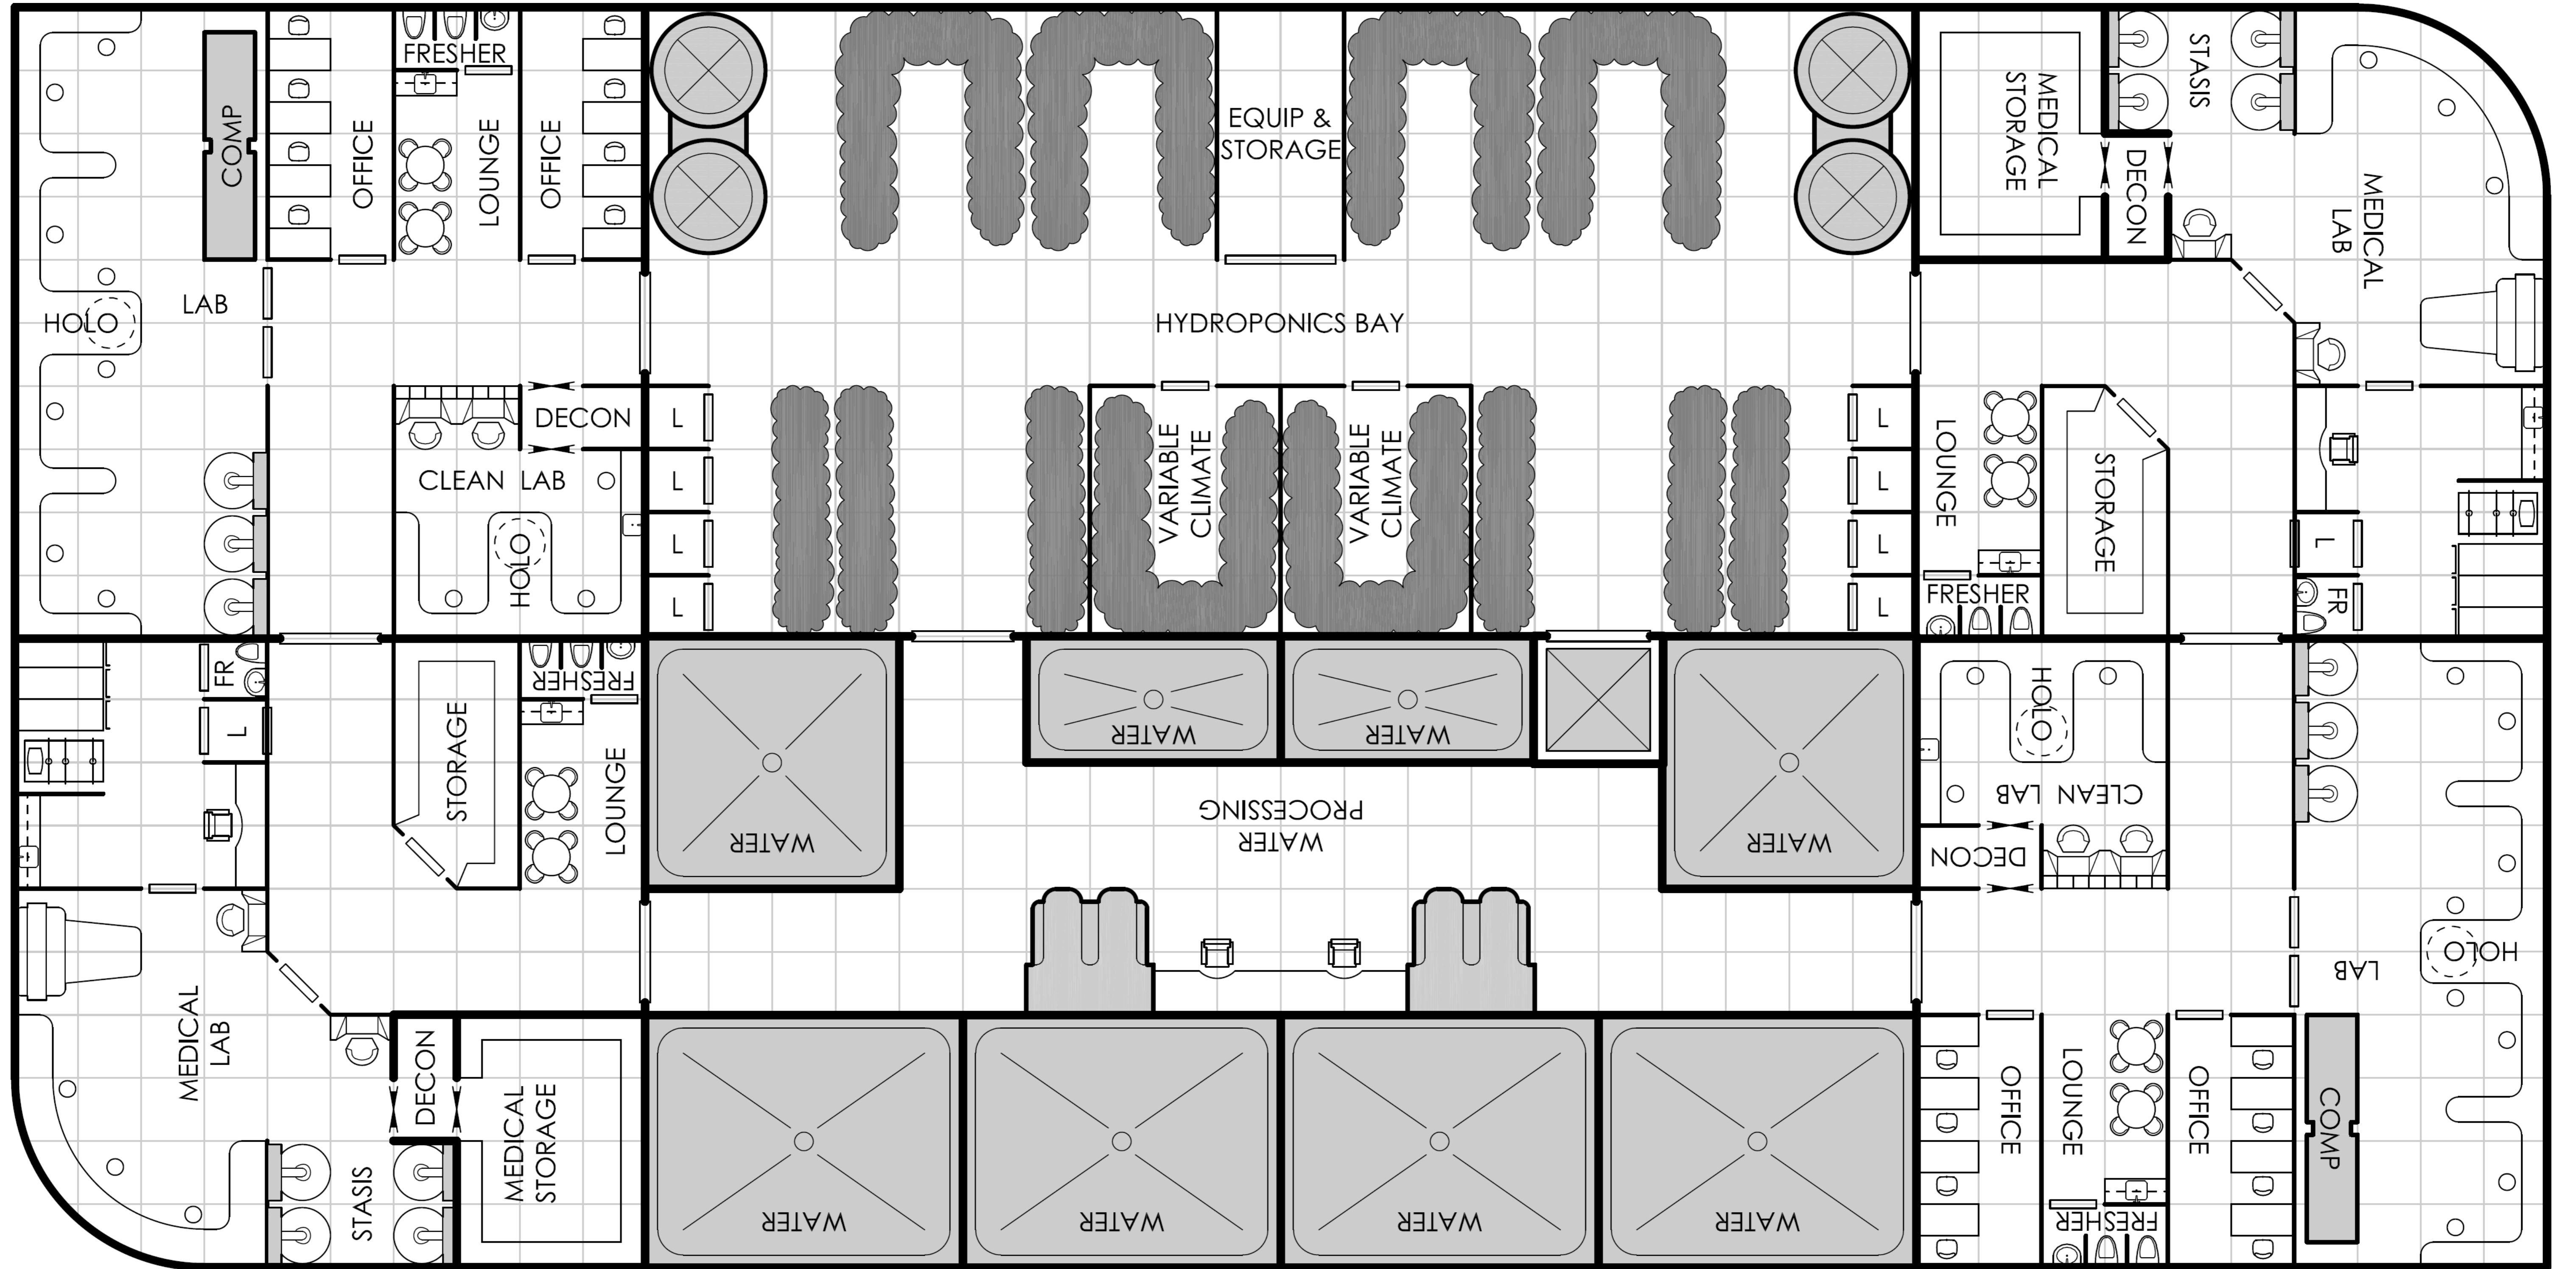 FRESHER
COMP
OFFICE
LOUNGE
OFFICE
LAB
HOLO
DECON
CLEAN LAB
HOLO
EQUIP &
STORAGE
HYDROPONICS BAY
L
L
L
L
VARIABLE
CLIMATE
VARIABLE
CLIMATE
L
L
L
L
MEDICAL
STORAGE
STASIS
DECON
MEDICAL
LAB
LOUNGE
STORAGE
FRESHER
L
FR
FR
L
STORAGE
FRESHER
LOUNGE
MEDICAL
LAB
DECON
STASIS
MEDICAL
STORAGE
WATER
WATER
WATER
WATER
WATER
PROCESSING
WATER
WATER
WATER
WATER
HOLO
CLEAN LAB
DECON
HOLO
LAB
OFFICE
LOUNGE
OFFICE
COMP
FRESHER